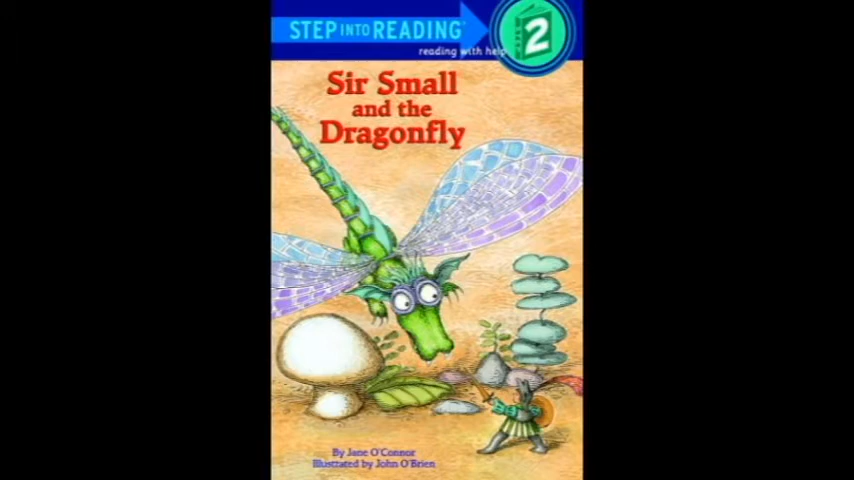 STEP INTO READING®
STEP 2
reading with help
Sir Small
and the
Dragonfly
By Jane O'Connor
Illustrated by John O'Brien